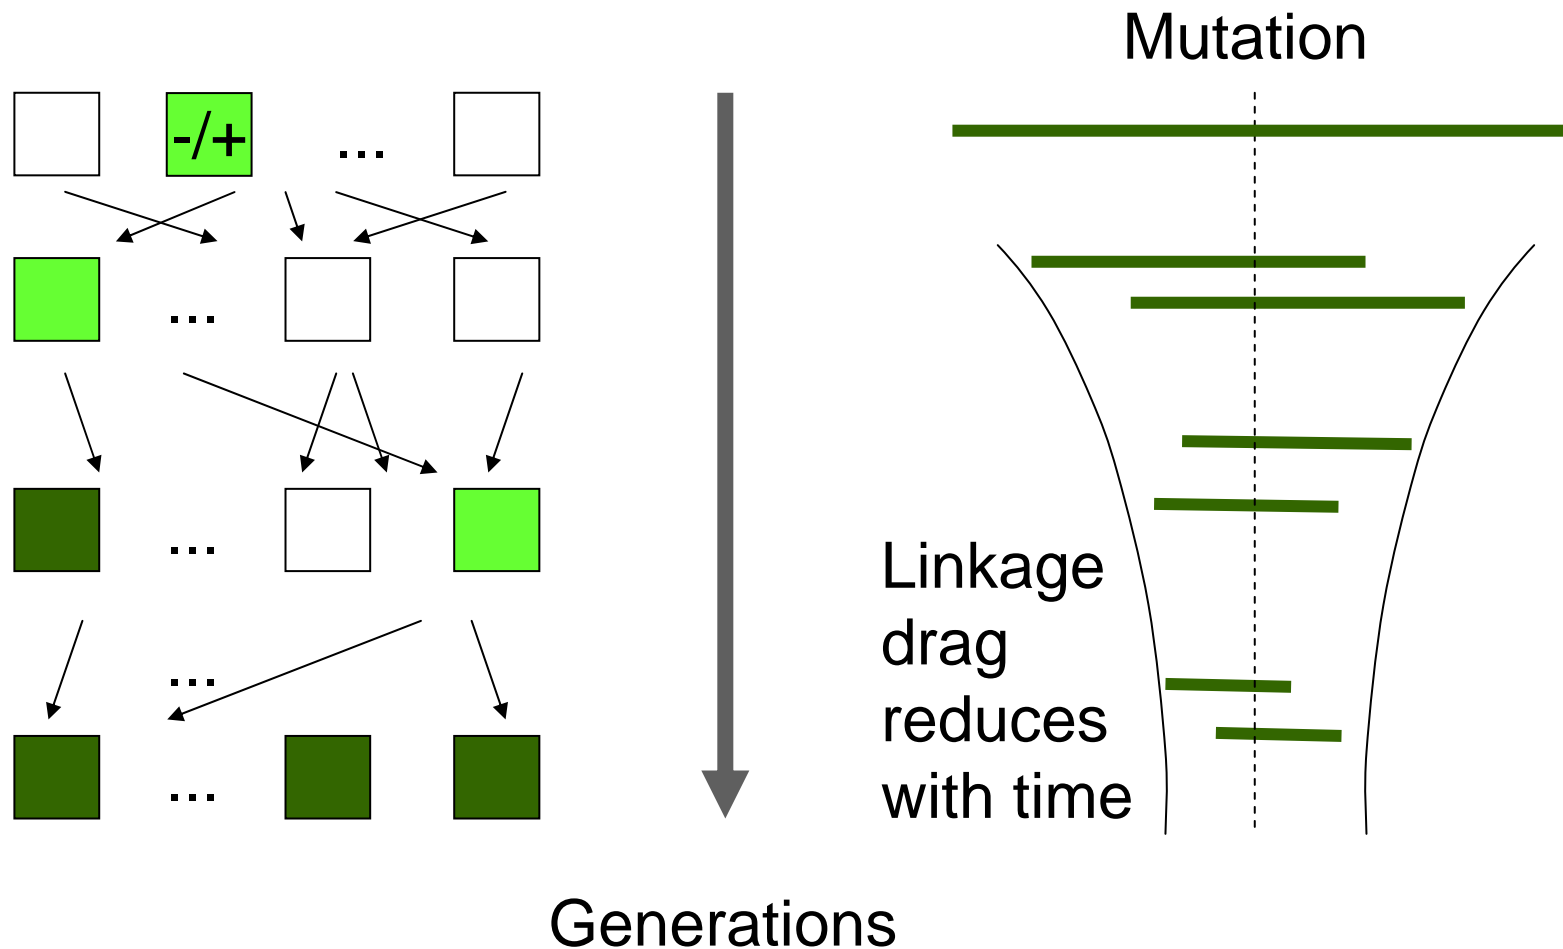 Mutation
-/+
...
...
...
Linkage
drag
reduces
with time
...
...
Generations